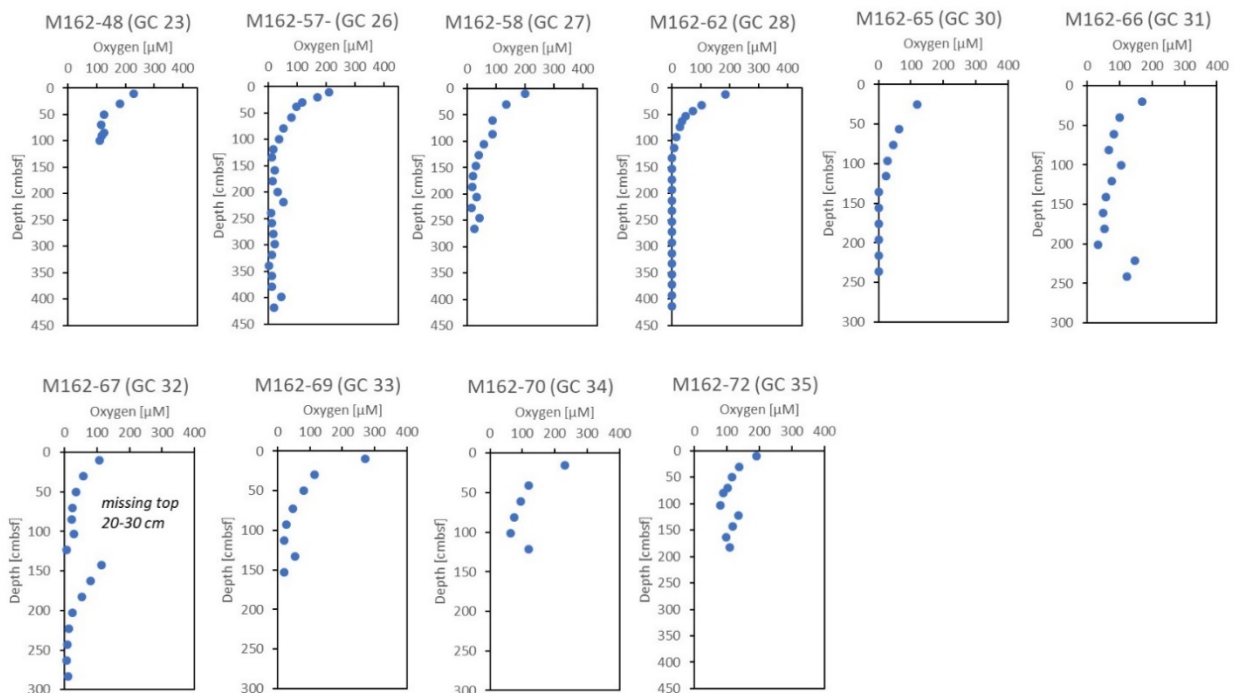 M162-48 (GC 23)
Oxygen [µM]
0 100 200 300 400
Depth [cmbsf]
0
50
100
150
200
250
300
350
400
450
M162-57- (GC 26)
Oxygen [µM]
0 100 200 300 400
Depth [cmbsf]
0
50
100
150
200
250
300
350
400
450
M162-58 (GC 27)
Oxygen [µM]
0 100 200 300 400
Depth [cmbsf]
0
50
100
150
200
250
300
350
400
450
M162-62 (GC 28)
Oxygen [µM]
0 100 200 300 400
Depth [cmbsf]
0
50
100
150
200
250
300
350
400
450
M162-65 (GC 30)
Oxygen [µM]
0 100 200 300 400
Depth [cmbsf]
0
50
100
150
200
250
300
M162-66 (GC 31)
Oxygen [µM]
0 100 200 300 400
Depth [cmbsf]
0
50
100
150
200
250
300
M162-67 (GC 32)
Oxygen [µM]
0 100 200 300 400
Depth [cmbsf]
0
50
100
150
200
250
300
missing top
20-30 cm
M162-69 (GC 33)
Oxygen [µM]
0 100 200 300 400
Depth [cmbsf]
0
50
100
150
200
250
300
M162-70 (GC 34)
Oxygen [µM]
0 100 200 300 400
Depth [cmbsf]
0
50
100
150
200
250
300
M162-72 (GC 35)
Oxygen [µM]
0 100 200 300 400
Depth [cmbsf]
0
50
100
150
200
250
300
350
400
450